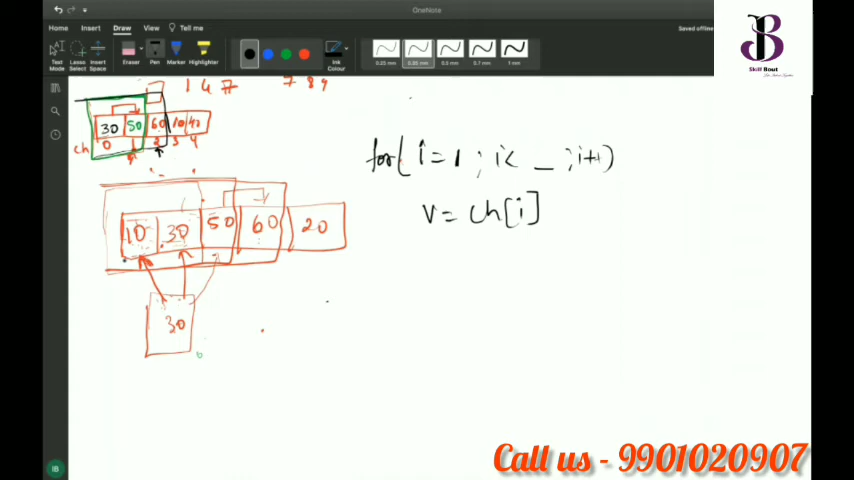 OneNote
Home Insert Draw View Tell me
Saved offline
Text Mode
Lasso Select
Insert Space
Eraser
Pen
Marker
Highlighter
0.25 mm
0.35 mm
0.5 mm
0.7 mm
1 mm
Ink Colour
B
Skill Bout
1 4 7 7 8 9
30 50 60 10 42
ch 0 1 2 3 4
for( i = 1 ; i < _ ; i++)
v = ch[i]
10 30 50 60 20
30
IB
Call us - 9901020907